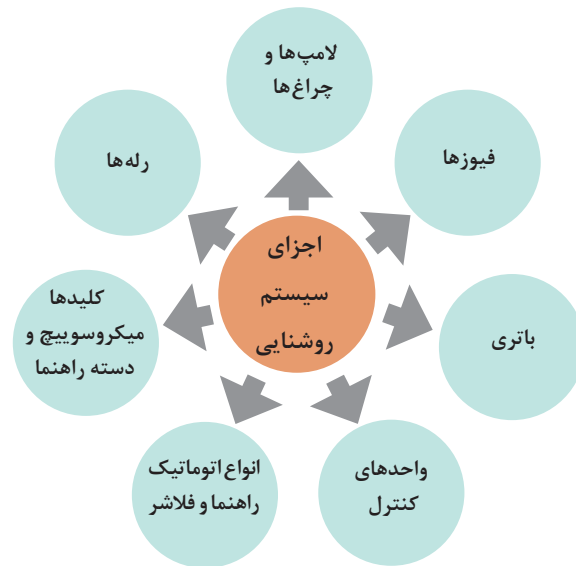 اجزای
سیستم
روشنایی
لامپ‌ها و
چراغ‌ها
فیوزها
باتری
واحدهای
کنترل
انواع اتوماتیک
راهنما و فلاشر
کلیدها
میکروسوییچ و
دسته راهنما
رله‌ها